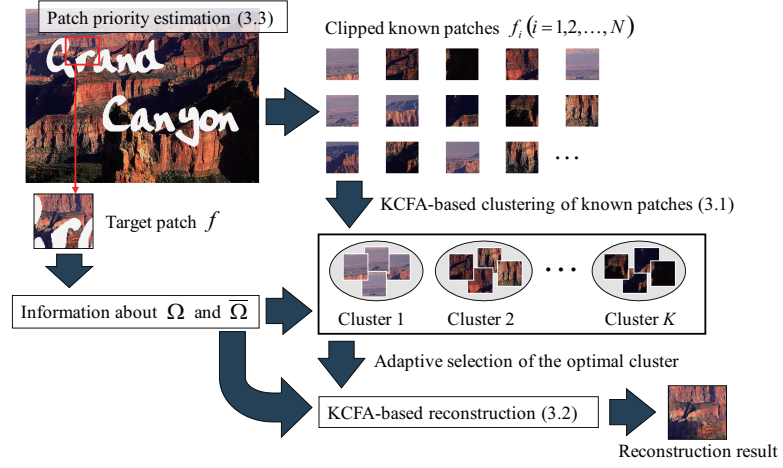 Patch priority estimation (3.3)
Grand
Canyon
Clipped known patches f_i (i = 1,2,…, N)
…
Target patch f
KCFA-based clustering of known patches (3.1)
Information about Ω and \overline{Ω}
…
Cluster 1
Cluster 2
Cluster K
Adaptive selection of the optimal cluster
KCFA-based reconstruction (3.2)
Reconstruction result